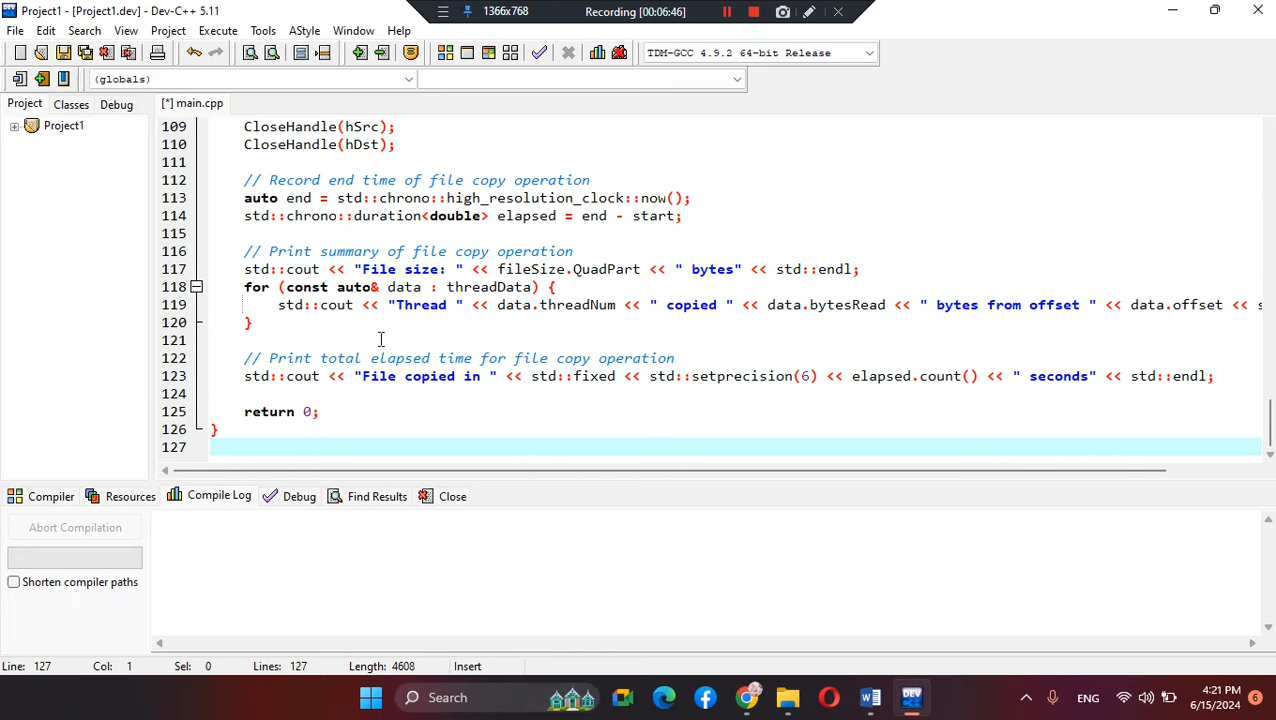 Project1 - [Project1.dev] - Dev-C++ 5.11
1366x768
Recording [00:06:46]
File Edit Search View Project Execute Tools AStyle Window Help
TDM-GCC 4.9.2 64-bit Release
(globals)
Project Classes Debug
[*] main.cpp
Project1
109 CloseHandle(hSrc);
110 CloseHandle(hDst);
111
112 // Record end time of file copy operation
113 auto end = std::chrono::high_resolution_clock::now();
114 std::chrono::duration<double> elapsed = end - start;
115
116 // Print summary of file copy operation
117 std::cout << "File size: " << fileSize.QuadPart << " bytes" << std::endl;
118 for (const auto& data : threadData) {
119 std::cout << "Thread " << data.threadNum << " copied " << data.bytesRead << " bytes from offset " << data.offset << s
120 }
121
122 // Print total elapsed time for file copy operation
123 std::cout << "File copied in " << std::fixed << std::setprecision(6) << elapsed.count() << " seconds" << std::endl;
124
125 return 0;
126 }
127
Compiler Resources Compile Log Debug Find Results Close
Abort Compilation
Shorten compiler paths
Line: 127 Col: 1 Sel: 0 Lines: 127 Length: 4608 Insert
Search
DEV
ENG
4:21 PM
6/15/2024
6